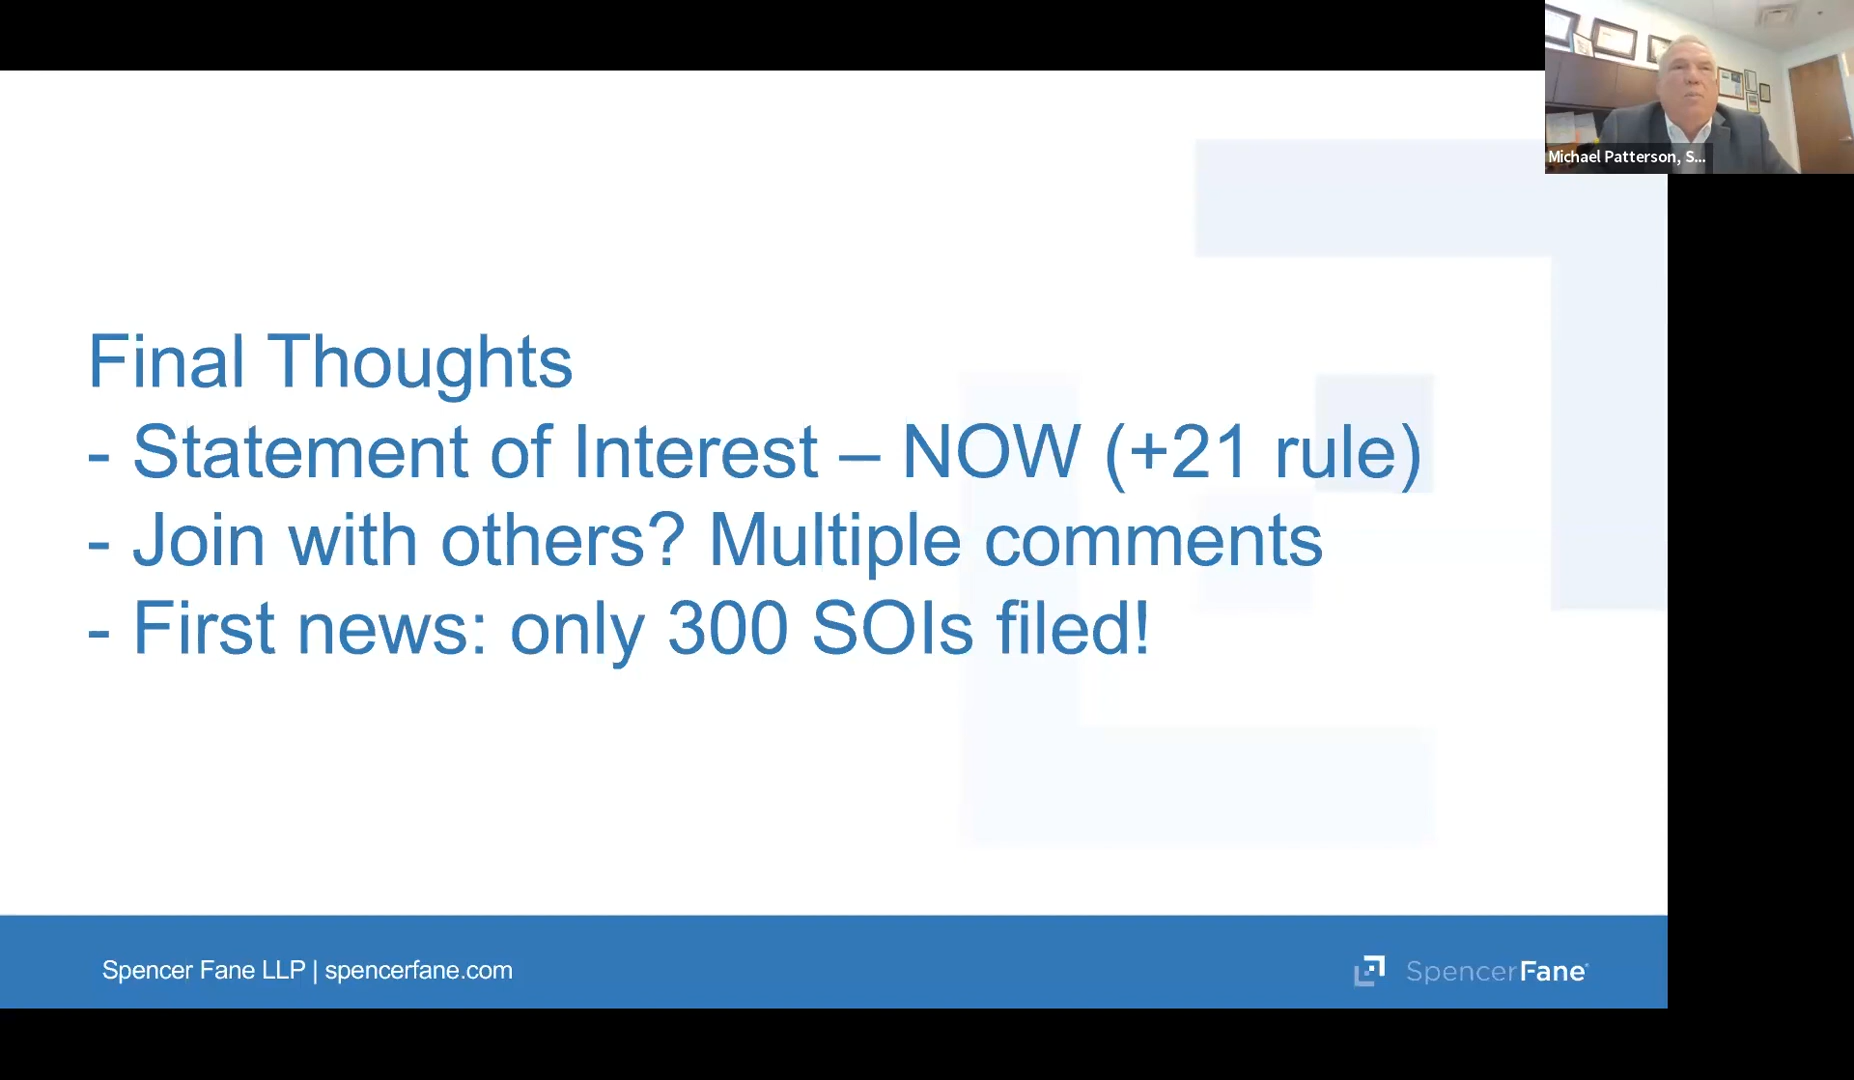 Michael Patterson, S...
Final Thoughts
- Statement of Interest – NOW (+21 rule)
- Join with others? Multiple comments
- First news: only 300 SOIs filed!
Spencer Fane LLP | spencerfane.com
SpencerFane